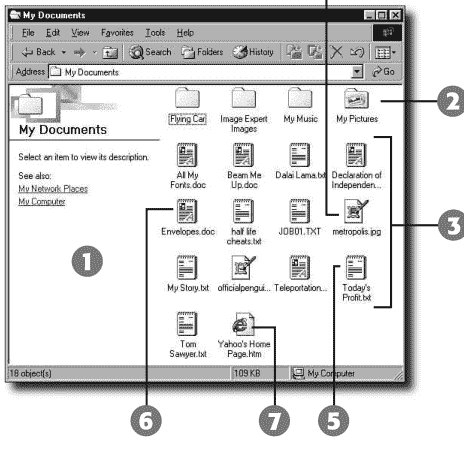 My Documents
File Edit View Favorites Tools Help
Back Search Folders History
Address My Documents Go
My Documents
Select an item to view its description.
See also:
My Network Places
My Computer
Flying Car Image Expert Images My Music My Pictures
2
All My Fonts.doc Beam Me Up.doc Dalai Lama.txt Declaration of Independen...
3
Envelopes.doc half life cheats.txt JOB01.TXT metropolis.jpg
1
My Story.txt officialpengui... Teleportation... Today's Profit.txt
Tom Sawyer.txt Yahoo's Home Page.htm
18 object(s) 109 KB My Computer
6 7 5